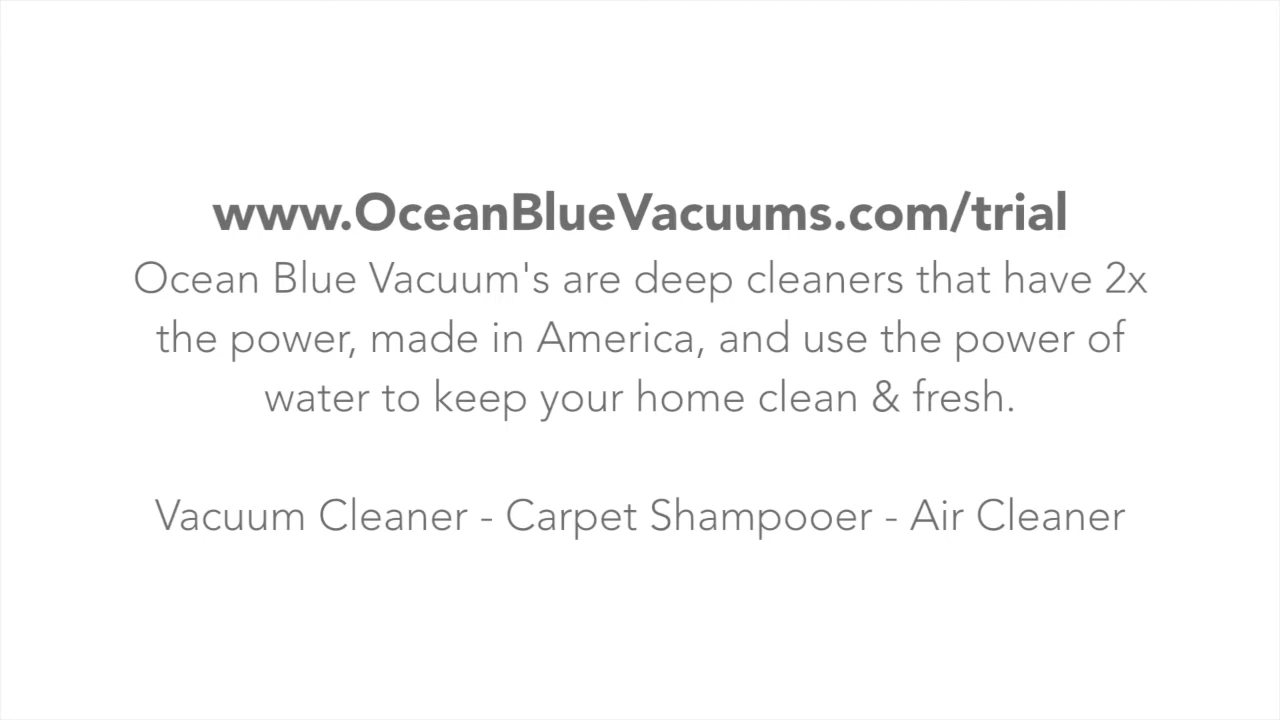 www.OceanBlueVacuums.com/trial
Ocean Blue Vacuum's are deep cleaners that have 2x
the power, made in America, and use the power of
water to keep your home clean & fresh.
Vacuum Cleaner - Carpet Shampooer - Air Cleaner